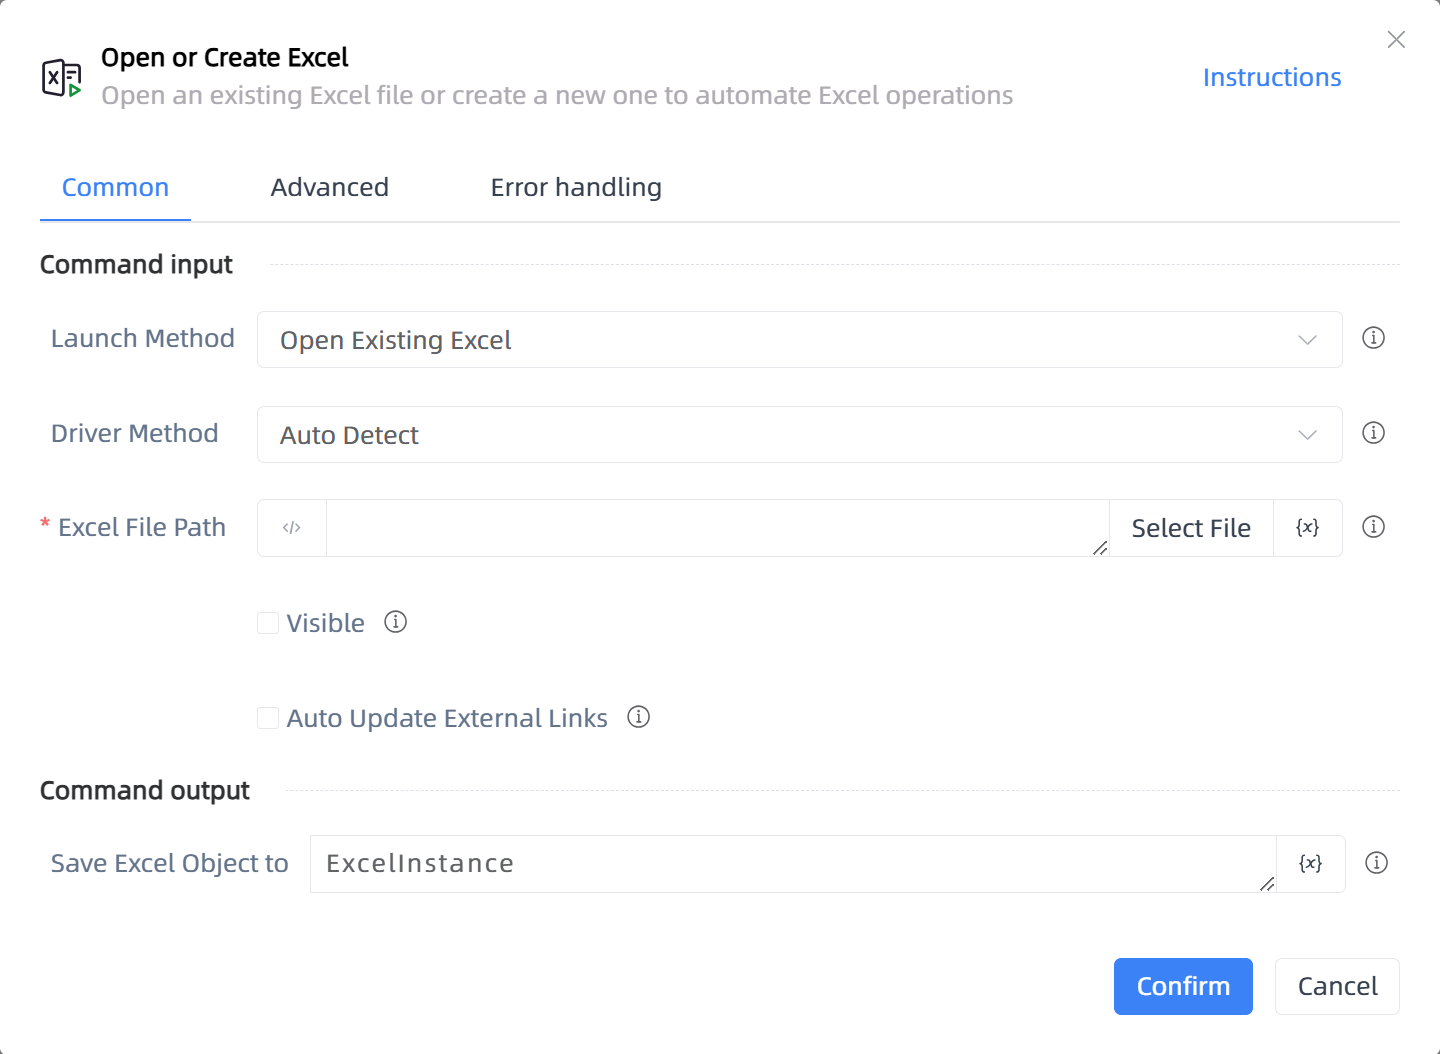 Open or Create Excel
Open an existing Excel file or create a new one to automate Excel operations
Instructions
Common Advanced Error handling
Command input
Launch Method Open Existing Excel
Driver Method Auto Detect
* Excel File Path </> Select File {x}
Visible
Auto Update External Links
Command output
Save Excel Object to ExcelInstance {x}
Confirm Cancel